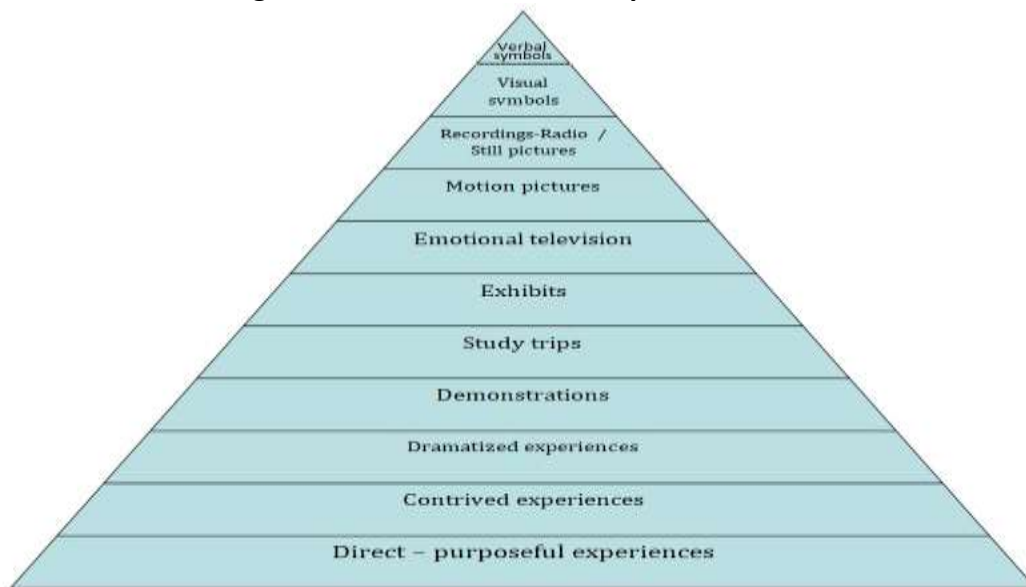 Verbal
symbols
Visual
symbols
Recordings-Radio /
Still pictures
Motion pictures
Emotional television
Exhibits
Study trips
Demonstrations
Dramatized experiences
Contrived experiences
Direct – purposeful experiences